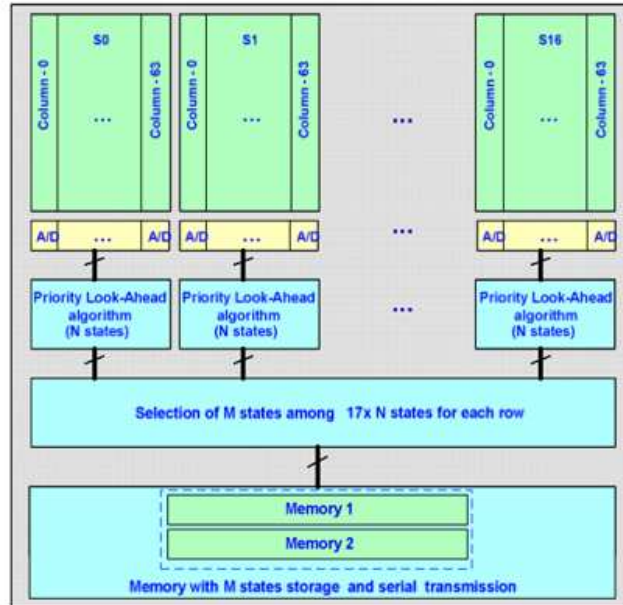 S0
S1
S16
Column - 0
...
Column - 63
Column - 0
...
Column - 63
...
Column - 0
...
Column - 63
A/D ... A/D
A/D ... A/D
...
A/D ... A/D
Priority Look-Ahead
algorithm
(N states)
Priority Look-Ahead
algorithm
(N states)
...
Priority Look-Ahead
algorithm
(N states)
Selection of M states among 17x N states for each row
Memory 1
Memory 2
Memory with M states storage and serial transmission